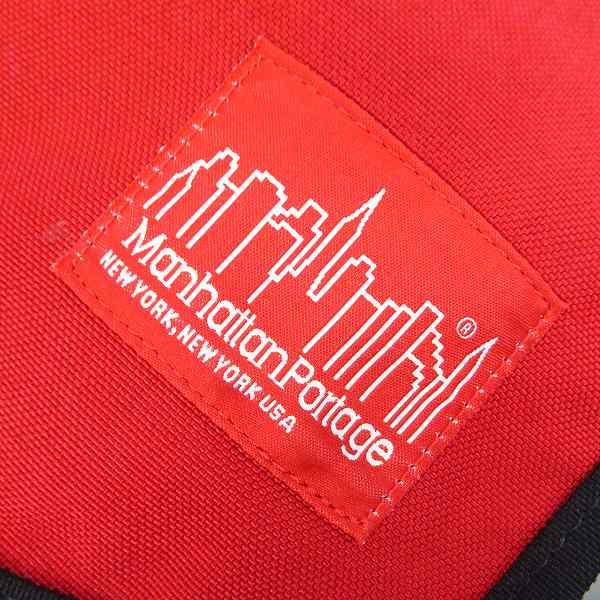 ®
Manhattan Portage
NEW YORK, NEW YORK USA